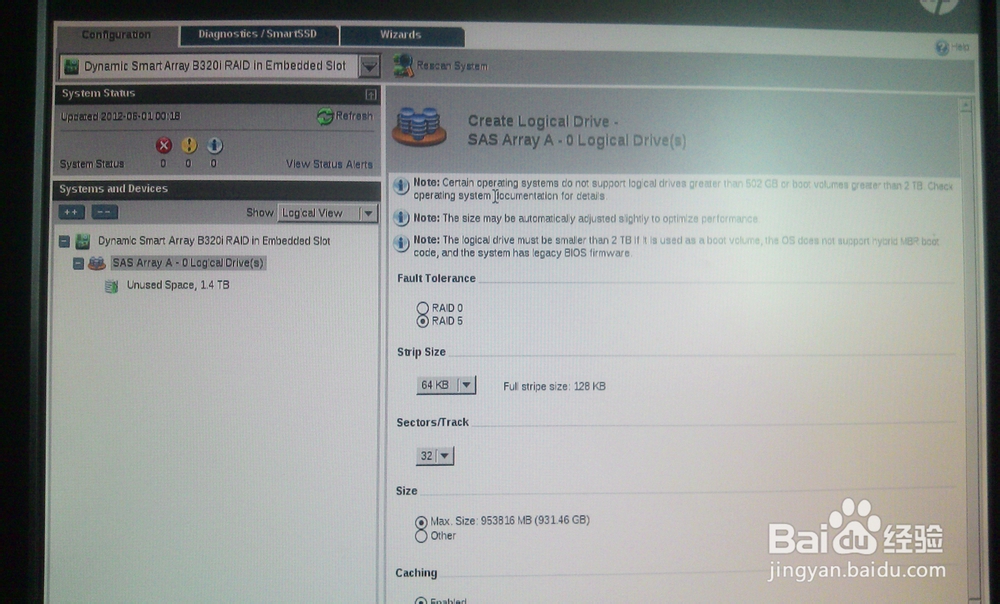 hp
Configuration
Diagnostics / SmartSSD
Wizards
Help
Dynamic Smart Array B320i RAID in Embedded Slot
Rescan System
System Status
Updated 2012-08-01 00:18
Refresh
System Status 0 0 0
View Status Alerts
Systems and Devices
Show Logical View
Dynamic Smart Array B320i RAID in Embedded Slot
SAS Array A - 0 Logical Drive(s)
Unused Space, 1.4 TB
Create Logical Drive -
SAS Array A - 0 Logical Drive(s)
Note: Certain operating systems do not support logical drives greater than 502 GB or boot volumes greater than 2 TB. Check
operating system documentation for details.
Note: The size may be automatically adjusted slightly to optimize performance.
Note: The logical drive must be smaller than 2 TB if it is used as a boot volume, the OS does not support hybrid MBR boot
code, and the system has legacy BIOS firmware.
Fault Tolerance
RAID 0
RAID 5
Strip Size
64 KB
Full stripe size: 128 KB
Sectors/Track
32
Size
Max. Size: 953816 MB (931.46 GB)
Other
Caching
Enabled
Baidu 经验
jingyan.baidu.com